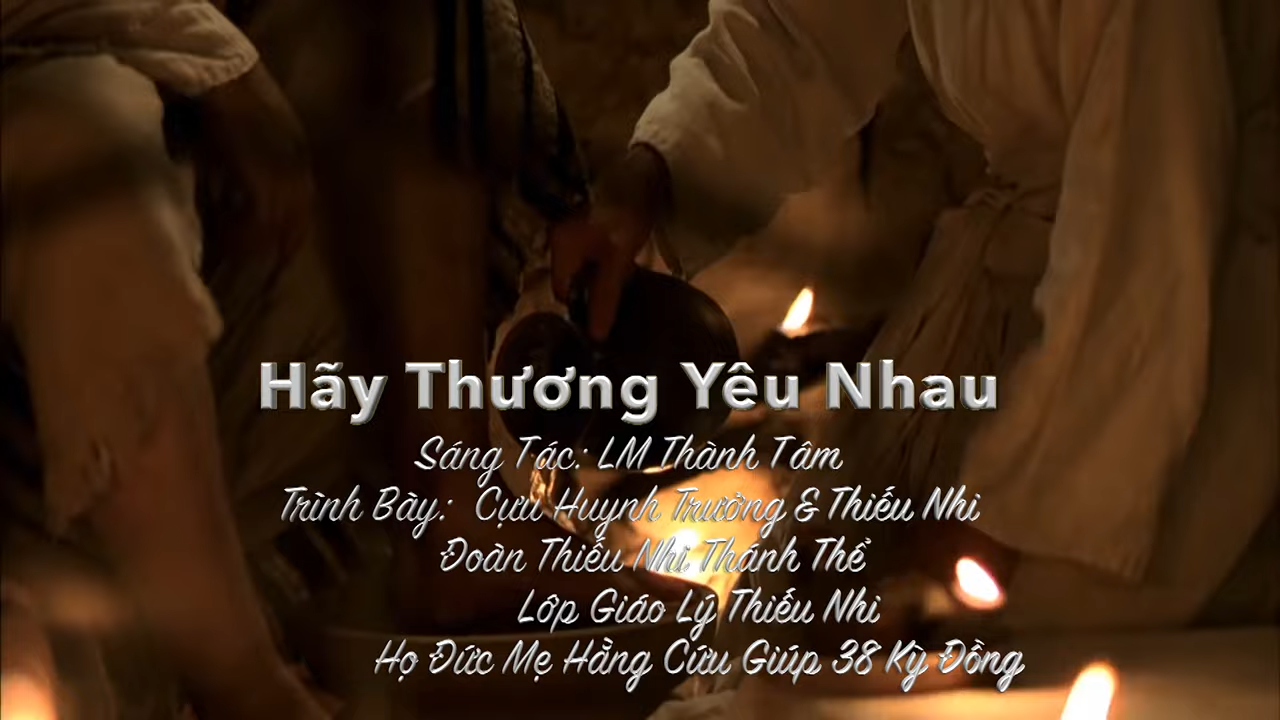 Hãy Thương Yêu Nhau
Sáng Tác: LM Thành Tâm
Trình Bày: Cựu Huynh Trưởng & Thiếu Nhi
Đoàn Thiếu Nhi Thánh Thể
Lớp Giáo Lý Thiếu Nhi
Họ Đức Mẹ Hằng Cứu Giúp 38 Kỳ Đồng